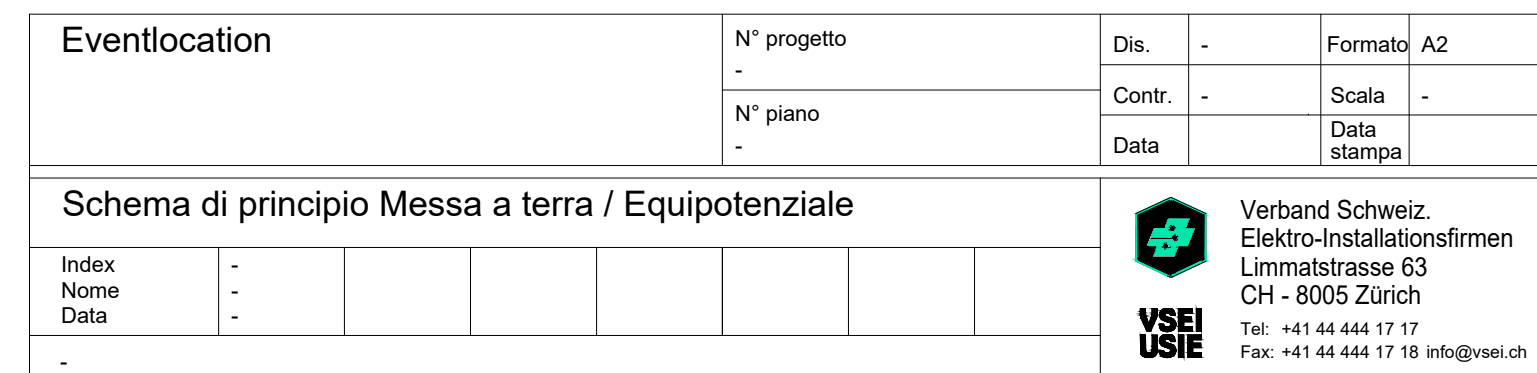 Eventlocation
N° progetto
-
N° piano
-
Dis. - Formato A2
Contr. - Scala -
Data Data stampa
Schema di principio Messa a terra / Equipotenziale
Index -
Nome -
Data -
-
VSEI
USIE
Verband Schweiz.
Elektro-Installationsfirmen
Limmatstrasse 63
CH - 8005 Zürich
Tel: +41 44 444 17 17
Fax: +41 44 444 17 18 info@vsei.ch